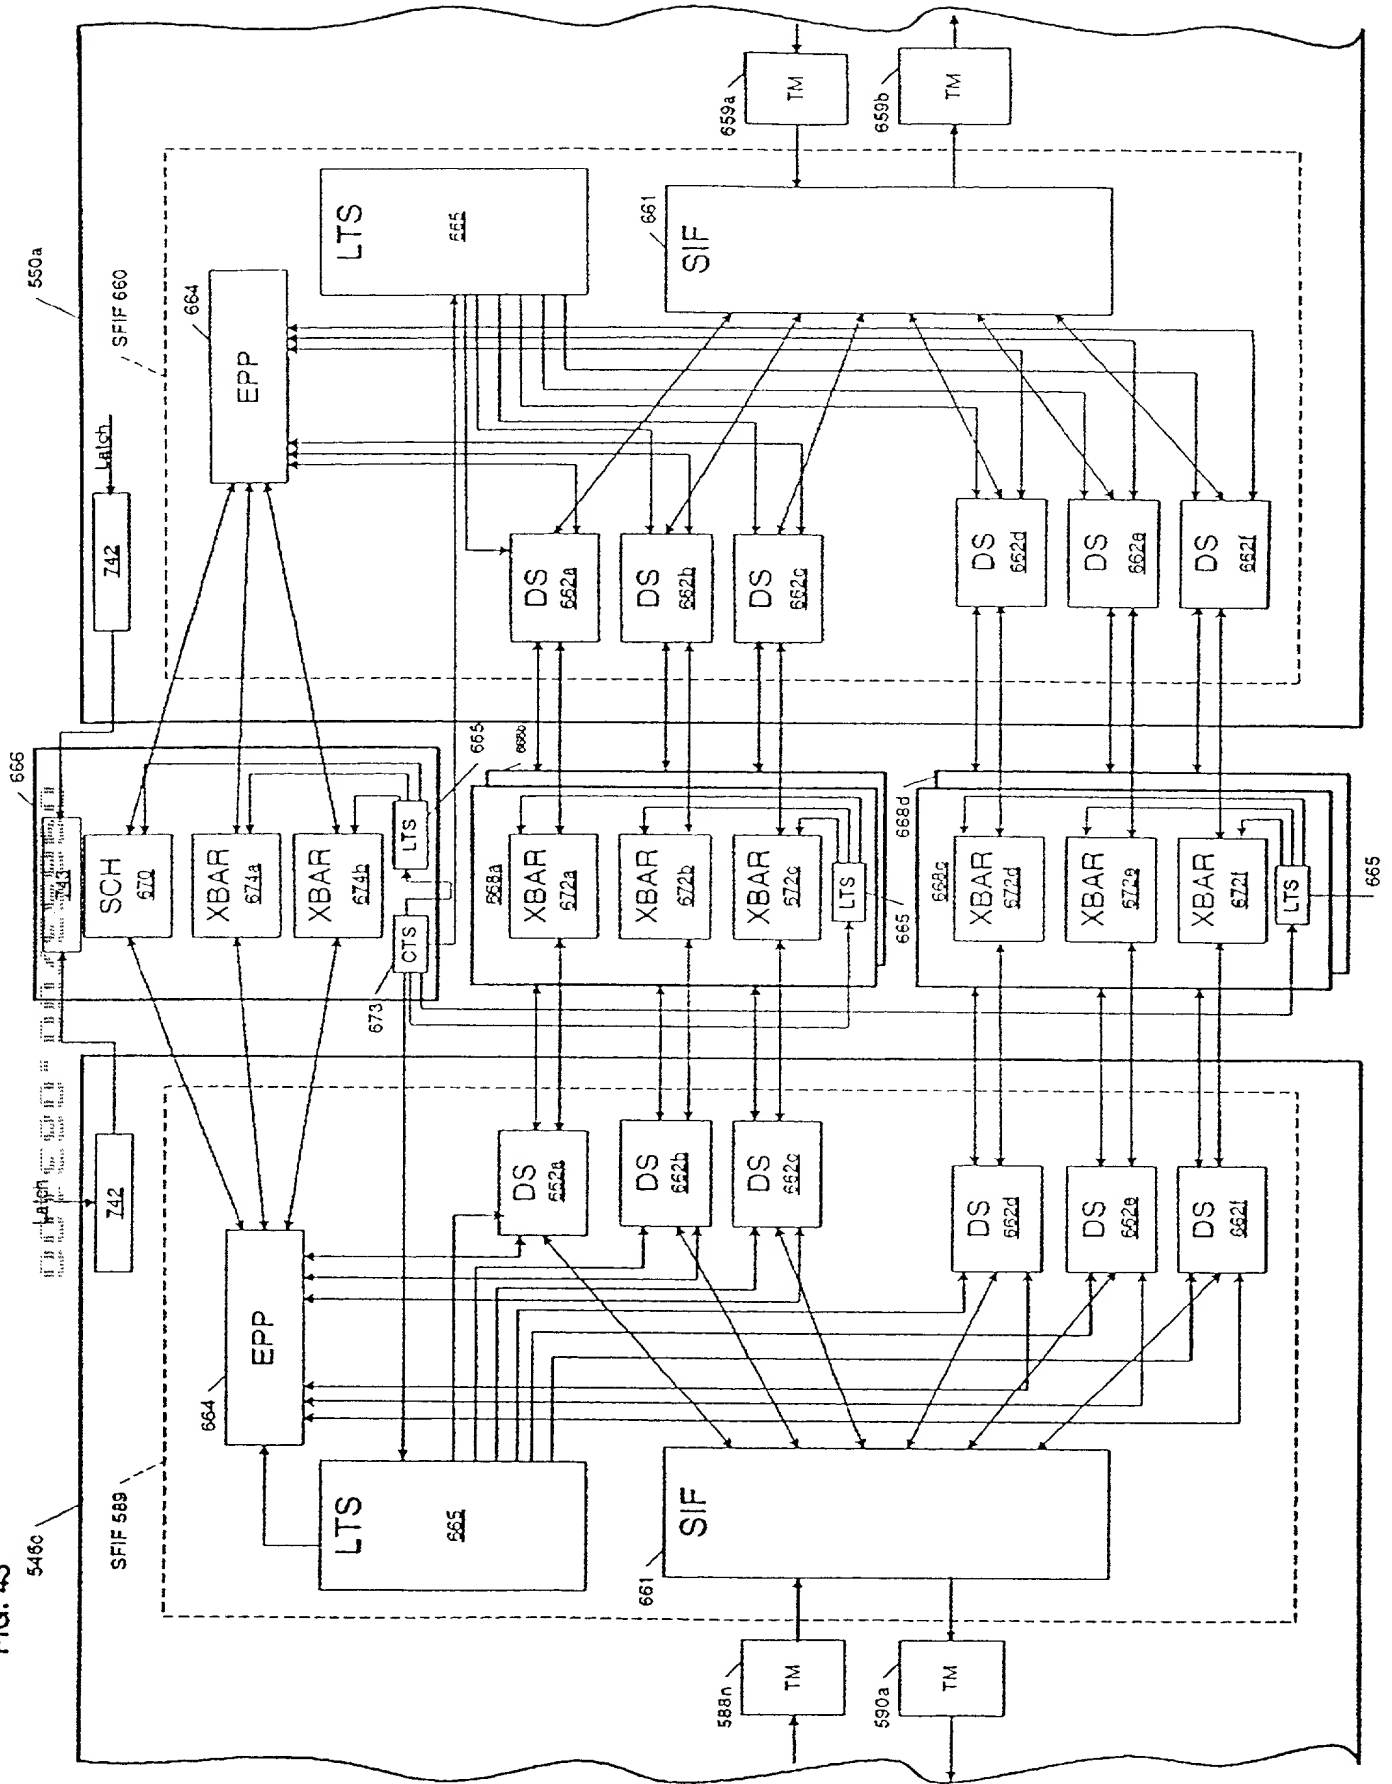 FIG. 43
546c
SFIF 589
Latch
742
664
EPP
LTS
665
661
SIF
588n
TM
590a
TM
DS
662a
DS
662b
DS
662c
DS
662d
DS
662e
DS
662f
666
743
SCH
670
XBAR
674a
XBAR
674b
LTS
665
CTS
673
668a
668b
XBAR
672a
XBAR
672b
XBAR
672c
LTS
665
668c
668d
XBAR
672d
XBAR
672e
XBAR
672f
LTS
665
550a
SFIF 660
Latch
742
664
EPP
LTS
665
661
SIF
659a
TM
659b
TM
DS
662a
DS
662b
DS
662c
DS
662d
DS
662e
DS
662f